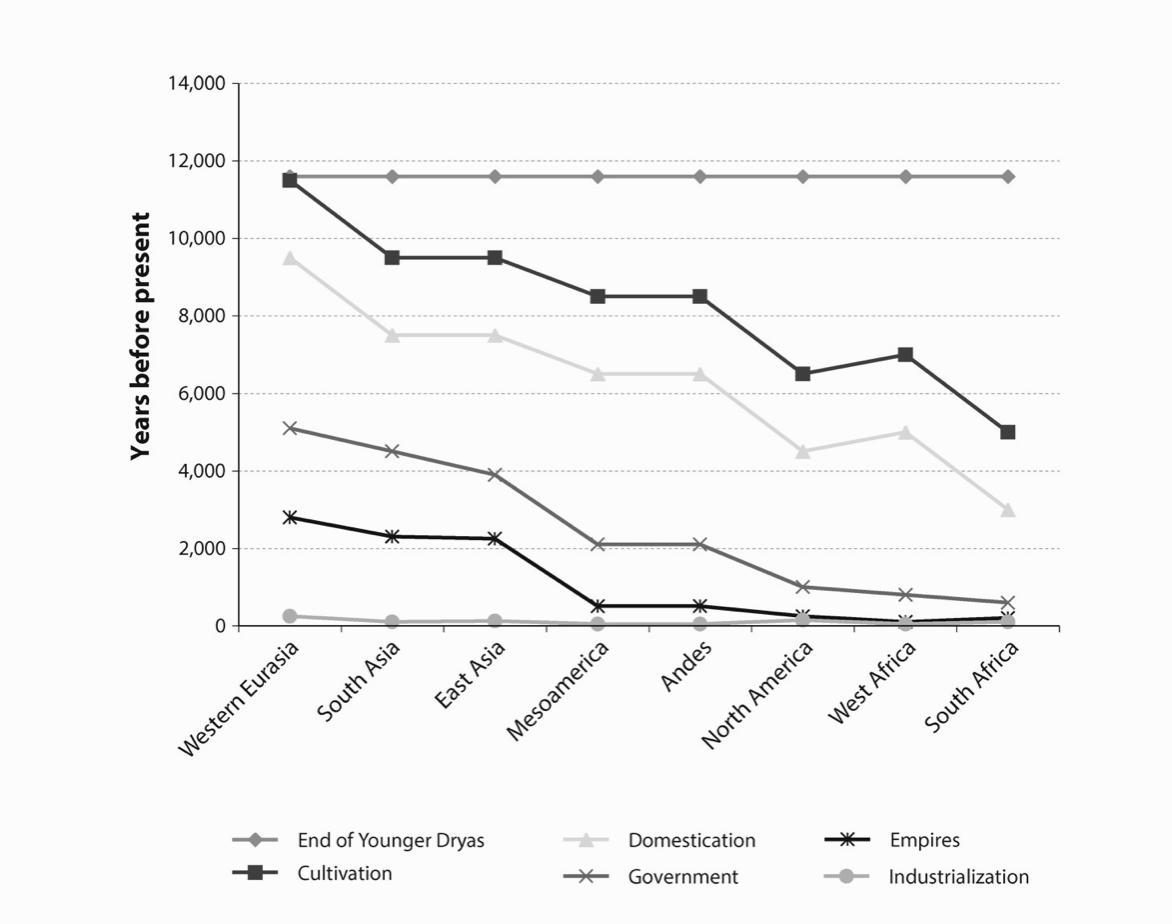 14,000
12,000
10,000
8,000
6,000
4,000
2,000
0
Years before present
Western Eurasia
South Asia
East Asia
Mesoamerica
Andes
North America
West Africa
South Africa
End of Younger Dryas
Domestication
Empires
Cultivation
Government
Industrialization